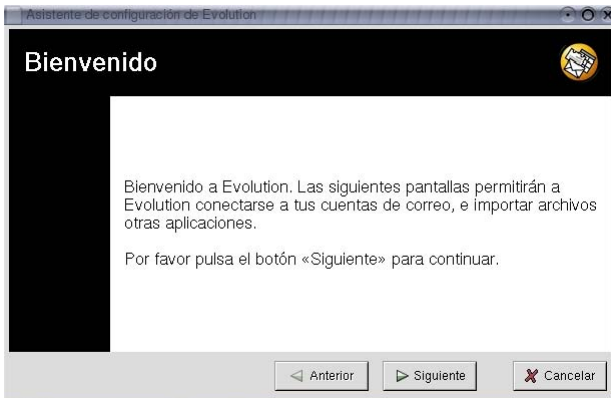 Asistente de configuración de Evolution
Bienvenido
Bienvenido a Evolution. Las siguientes pantallas permitirán a
Evolution conectarse a tus cuentas de correo, e importar archivos
otras aplicaciones.
Por favor pulsa el botón «Siguiente» para continuar.
Anterior
Siguiente
Cancelar